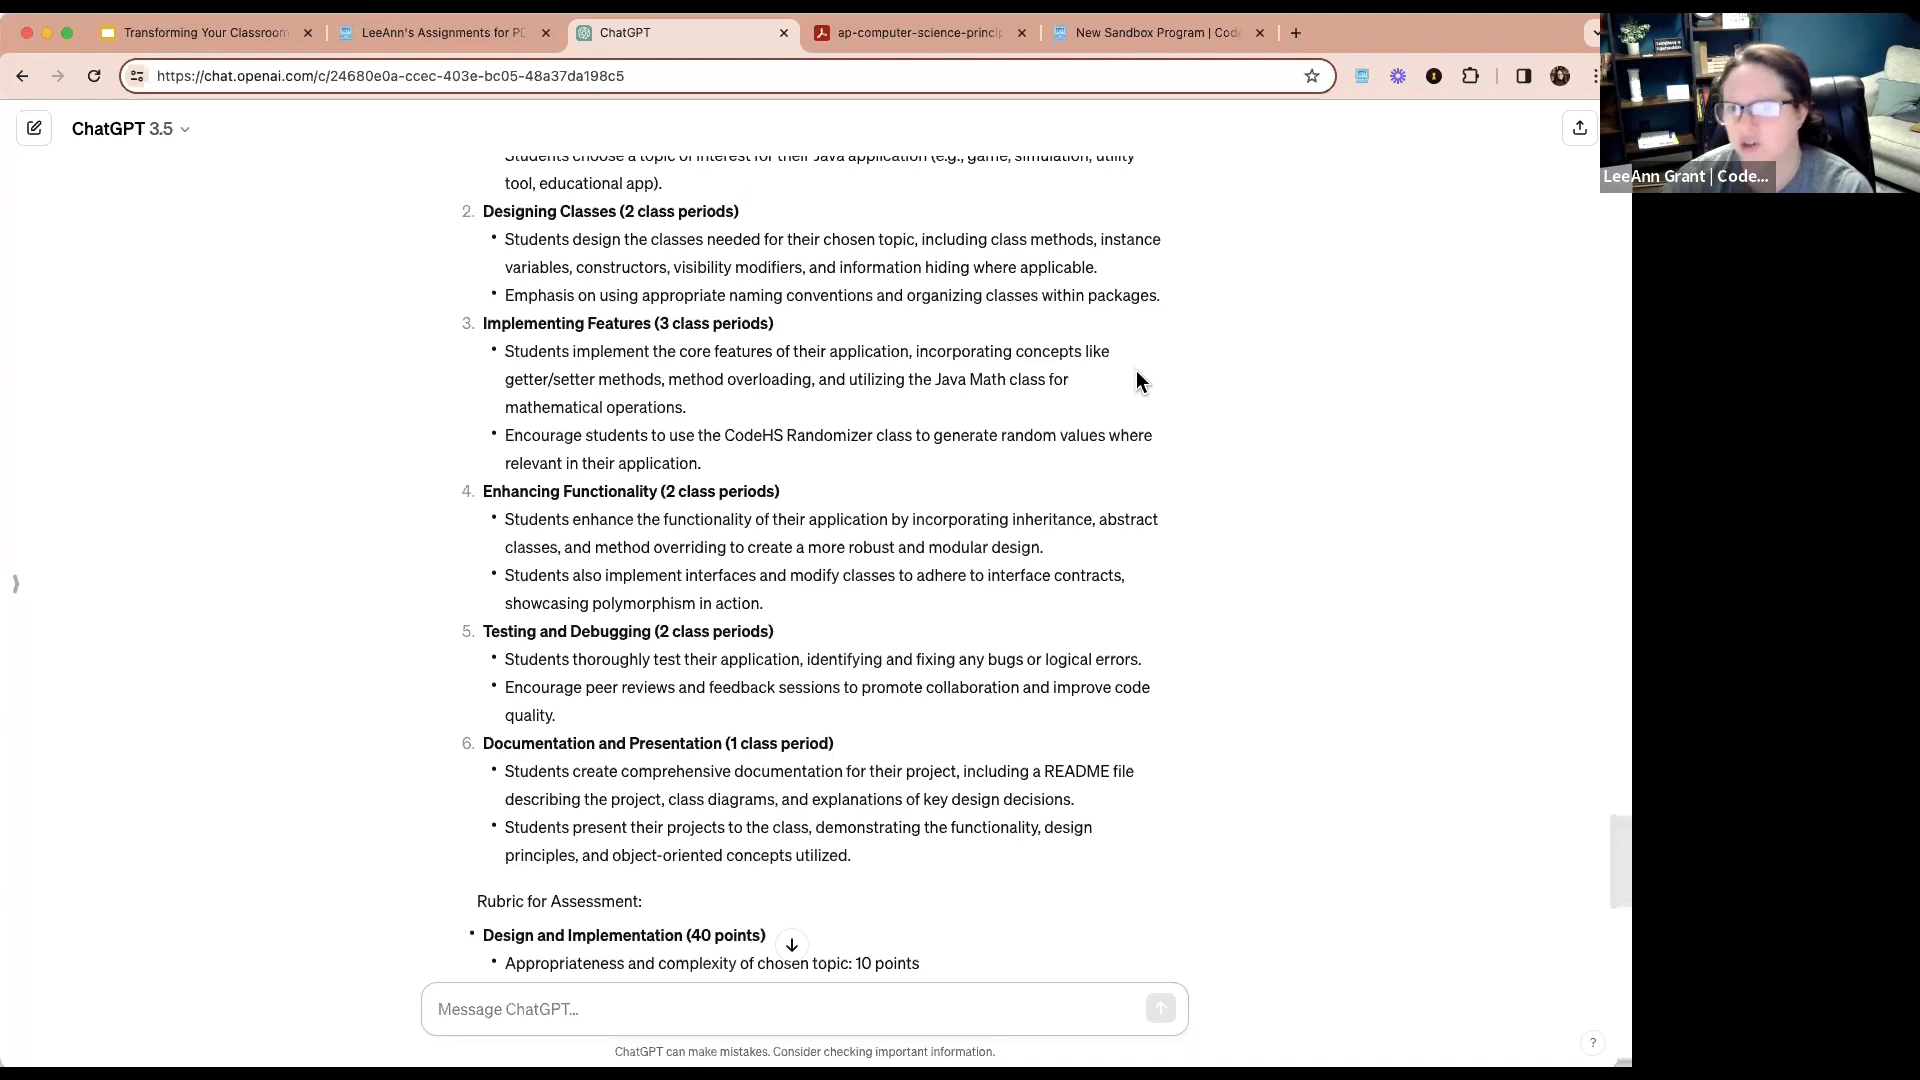 Transforming Your Classroom
LeeAnn's Assignments for PD
ChatGPT
ap-computer-science-princip
New Sandbox Program | Code
https://chat.openai.com/c/24680e0a-ccec-403e-bc05-48a37da198c5
ChatGPT 3.5
LeeAnn Grant | Code...
Students choose a topic of interest for their Java application (e.g., game, simulation, utility
tool, educational app).
2. Designing Classes (2 class periods)
• Students design the classes needed for their chosen topic, including class methods, instance
variables, constructors, visibility modifiers, and information hiding where applicable.
• Emphasis on using appropriate naming conventions and organizing classes within packages.
3. Implementing Features (3 class periods)
• Students implement the core features of their application, incorporating concepts like
getter/setter methods, method overloading, and utilizing the Java Math class for
mathematical operations.
• Encourage students to use the CodeHS Randomizer class to generate random values where
relevant in their application.
4. Enhancing Functionality (2 class periods)
• Students enhance the functionality of their application by incorporating inheritance, abstract
classes, and method overriding to create a more robust and modular design.
• Students also implement interfaces and modify classes to adhere to interface contracts,
showcasing polymorphism in action.
5. Testing and Debugging (2 class periods)
• Students thoroughly test their application, identifying and fixing any bugs or logical errors.
• Encourage peer reviews and feedback sessions to promote collaboration and improve code
quality.
6. Documentation and Presentation (1 class period)
• Students create comprehensive documentation for their project, including a README file
describing the project, class diagrams, and explanations of key design decisions.
• Students present their projects to the class, demonstrating the functionality, design
principles, and object-oriented concepts utilized.
Rubric for Assessment:
• Design and Implementation (40 points)
• Appropriateness and complexity of chosen topic: 10 points
Message ChatGPT...
ChatGPT can make mistakes. Consider checking important information.
?